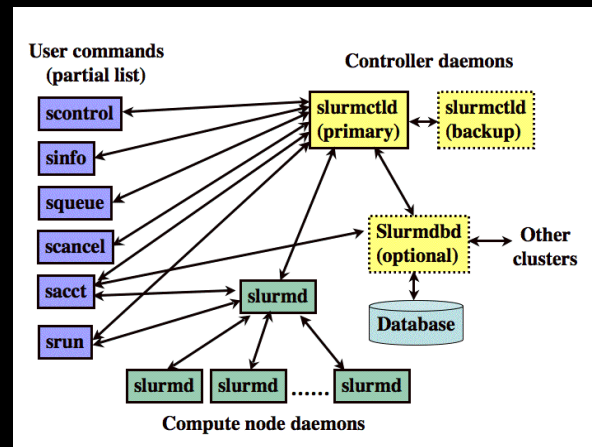 User commands
(partial list)
Controller daemons
scontrol
sinfo
squeue
scancel
sacct
srun
slurmctld
(primary)
slurmctld
(backup)
Slurmdbd
(optional)
Other
clusters
Database
slurmd
slurmd
slurmd
......
slurmd
Compute node daemons